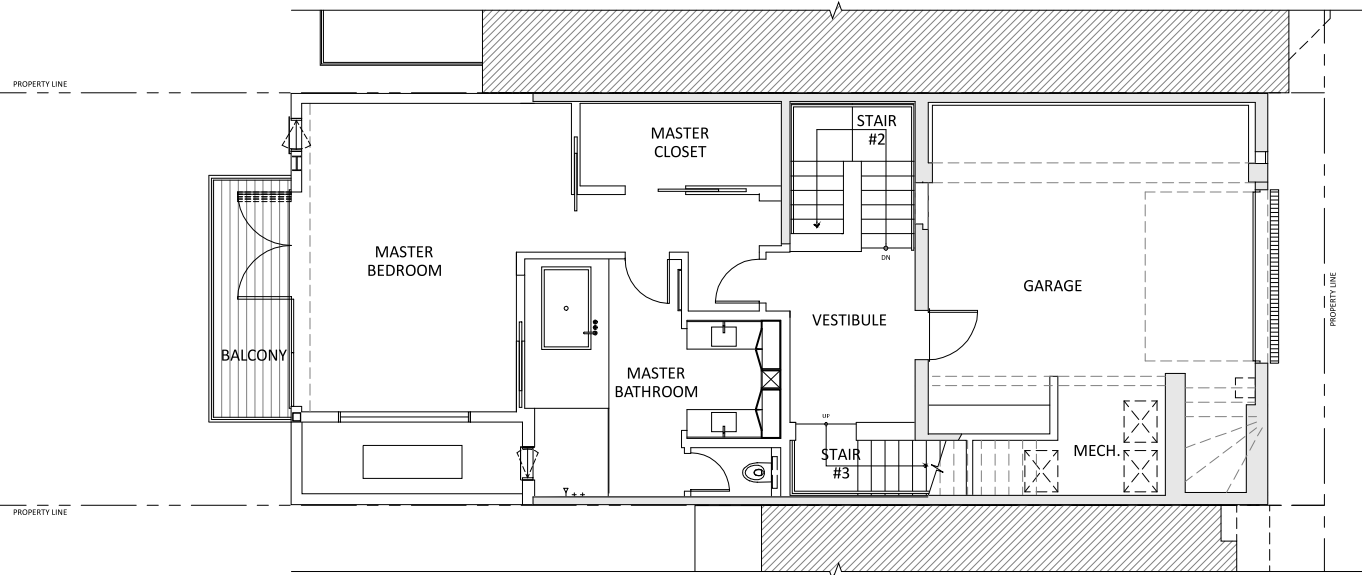 PROPERTY LINE
STAIR
#2
MASTER
CLOSET
MASTER
BEDROOM
DN
GARAGE
PROPERTY LINE
VESTIBULE
BALCONY
MASTER
BATHROOM
UP
STAIR
#3
MECH.
PROPERTY LINE